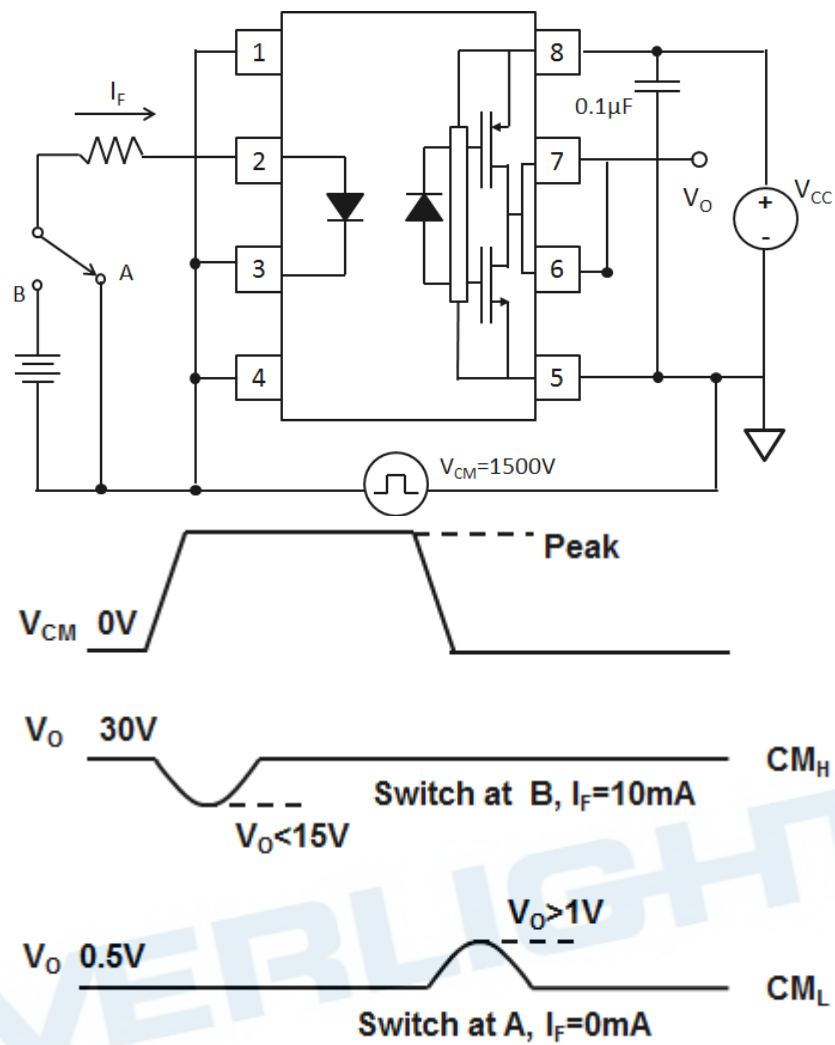 1
8
I_F
0.1µF
2
7
V_O
V_CC
+
-
3
6
A
B
4
5
V_CM=1500V
Peak
V_CM 0V
V_O 30V
CM_H
Switch at B, I_F=10mA
V_O<15V
V_O>1V
V_O 0.5V
CM_L
Switch at A, I_F=0mA
VERLIGHT